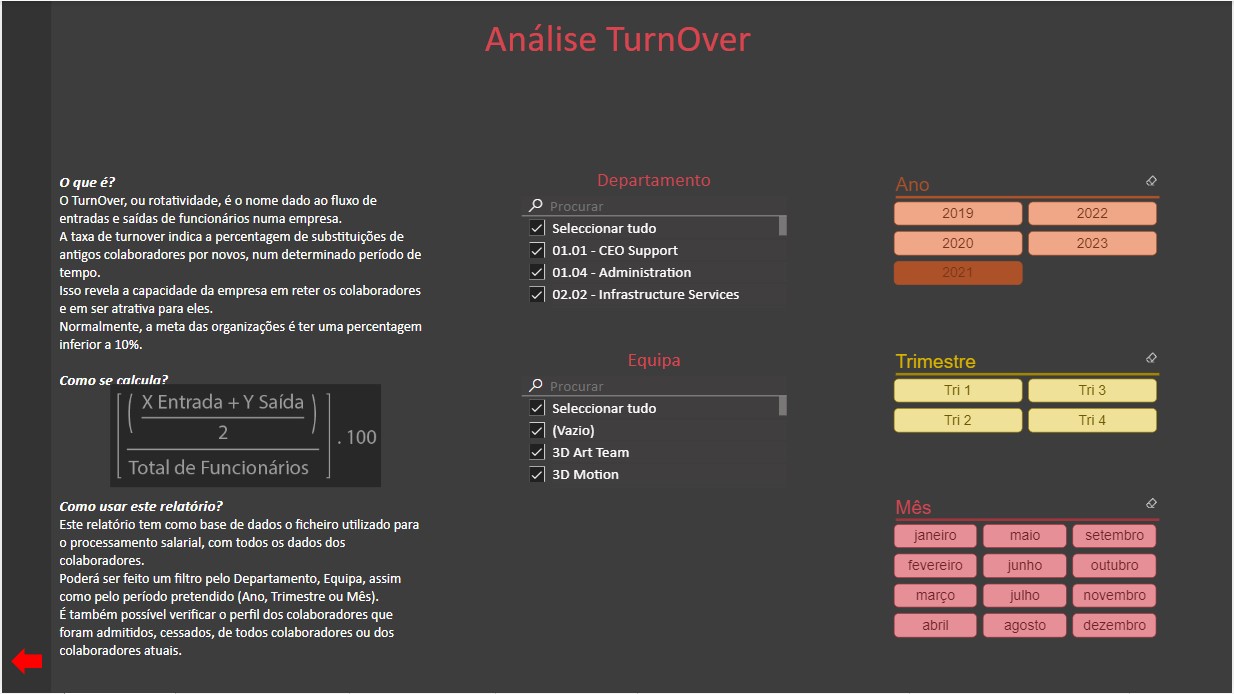 Análise TurnOver
O que é?
O TurnOver, ou rotatividade, é o nome dado ao fluxo de
entradas e saídas de funcionários numa empresa.
A taxa de turnover indica a percentagem de substituições de
antigos colaboradores por novos, num determinado período de
tempo.
Isso revela a capacidade da empresa em reter os colaboradores
e em ser atrativa para eles.
Normalmente, a meta das organizações é ter uma percentagem
inferior a 10%.
Como se calcula?
X Entrada + Y Saída
2
Total de Funcionários
. 100
Como usar este relatório?
Este relatório tem como base de dados o ficheiro utilizado para
o processamento salarial, com todos os dados dos
colaboradores.
Poderá ser feito um filtro pelo Departamento, Equipa, assim
como pelo período pretendido (Ano, Trimestre ou Mês).
É também possível verificar o perfil dos colaboradores que
foram admitidos, cessados, de todos colaboradores ou dos
colaboradores atuais.
Departamento
Procurar
Seleccionar tudo
01.01 - CEO Support
01.04 - Administration
02.02 - Infrastructure Services
Equipa
Procurar
Seleccionar tudo
(Vazio)
3D Art Team
3D Motion
Ano
2019 2022
2020 2023
2021
Trimestre
Tri 1 Tri 3
Tri 2 Tri 4
Mês
janeiro maio setembro
fevereiro junho outubro
março julho novembro
abril agosto dezembro